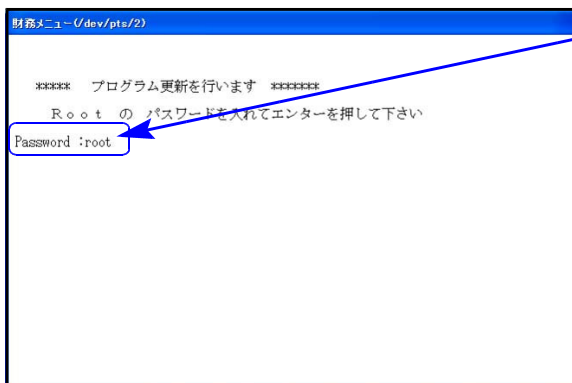 財務メニュー(/dev/pts/2)
***** プログラム更新を行います *******
Root の パスワードを入れてエンターを押して下さい
Password :root